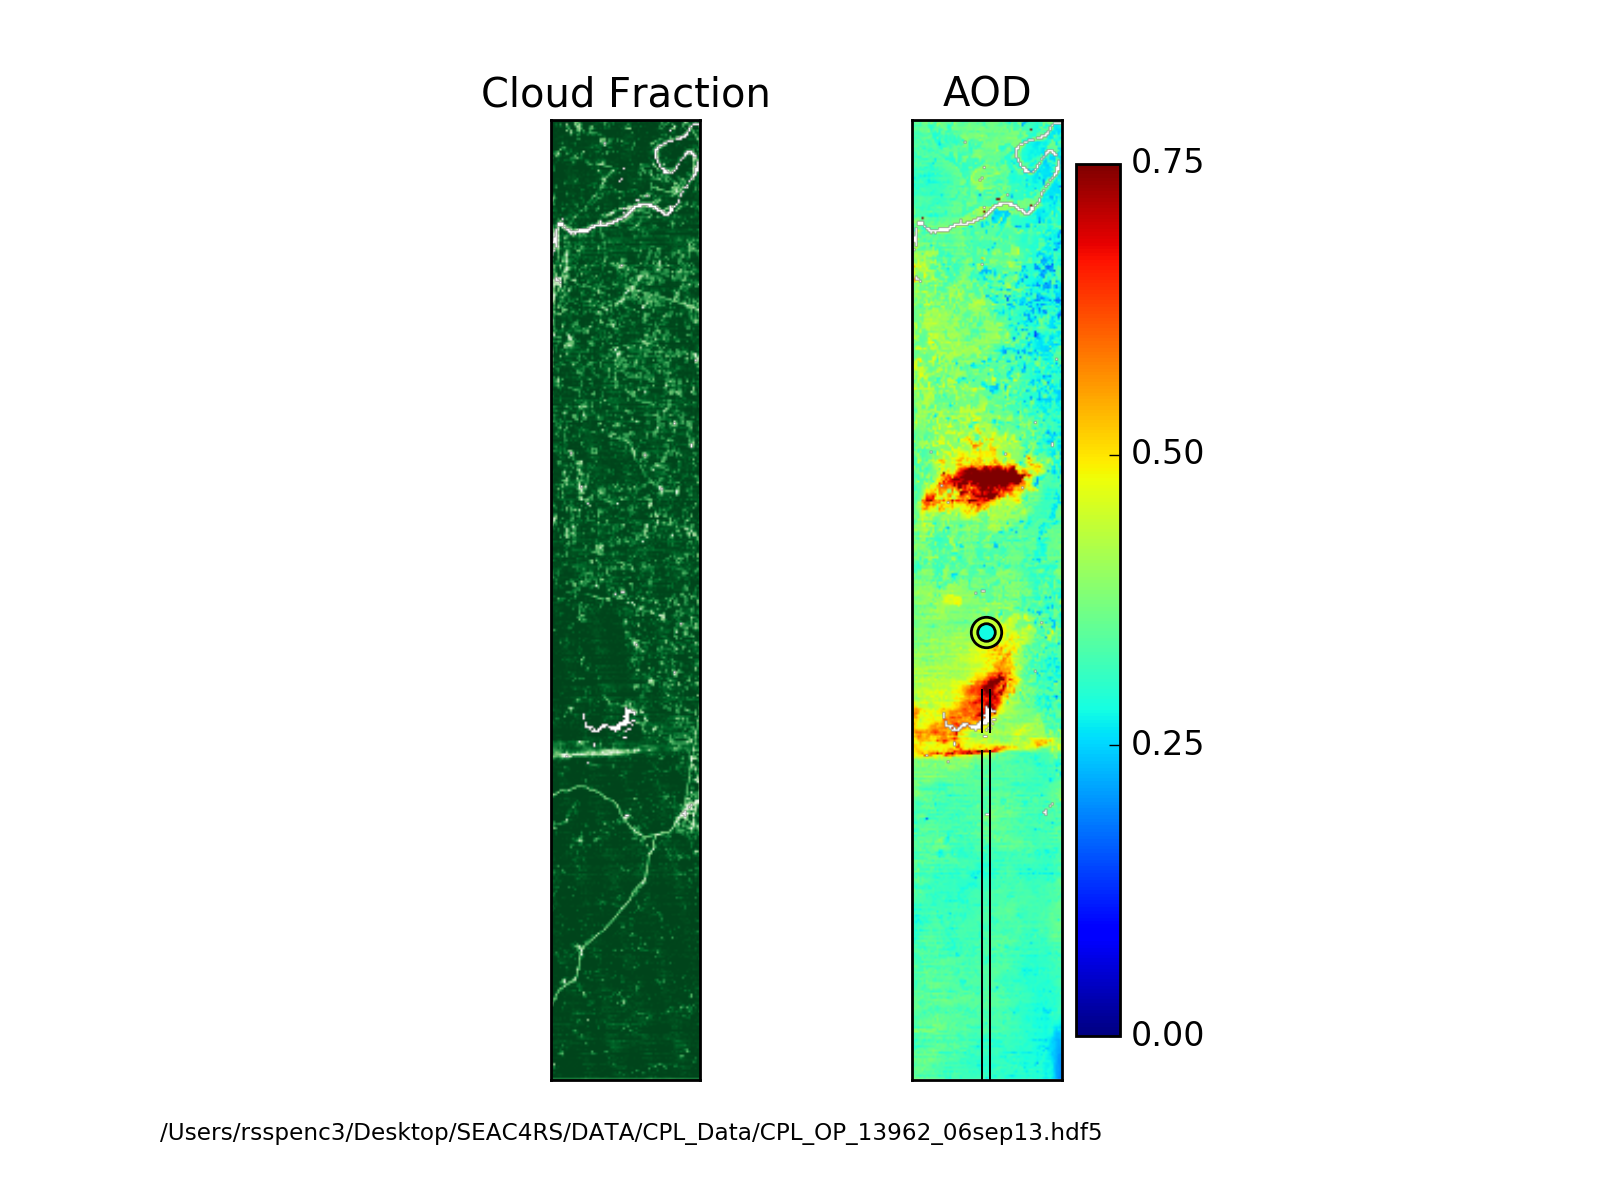 Cloud Fraction
AOD
0.75
0.50
0.25
0.00
/Users/rsspenc3/Desktop/SEAC4RS/DATA/CPL_Data/CPL_OP_13962_06sep13.hdf5